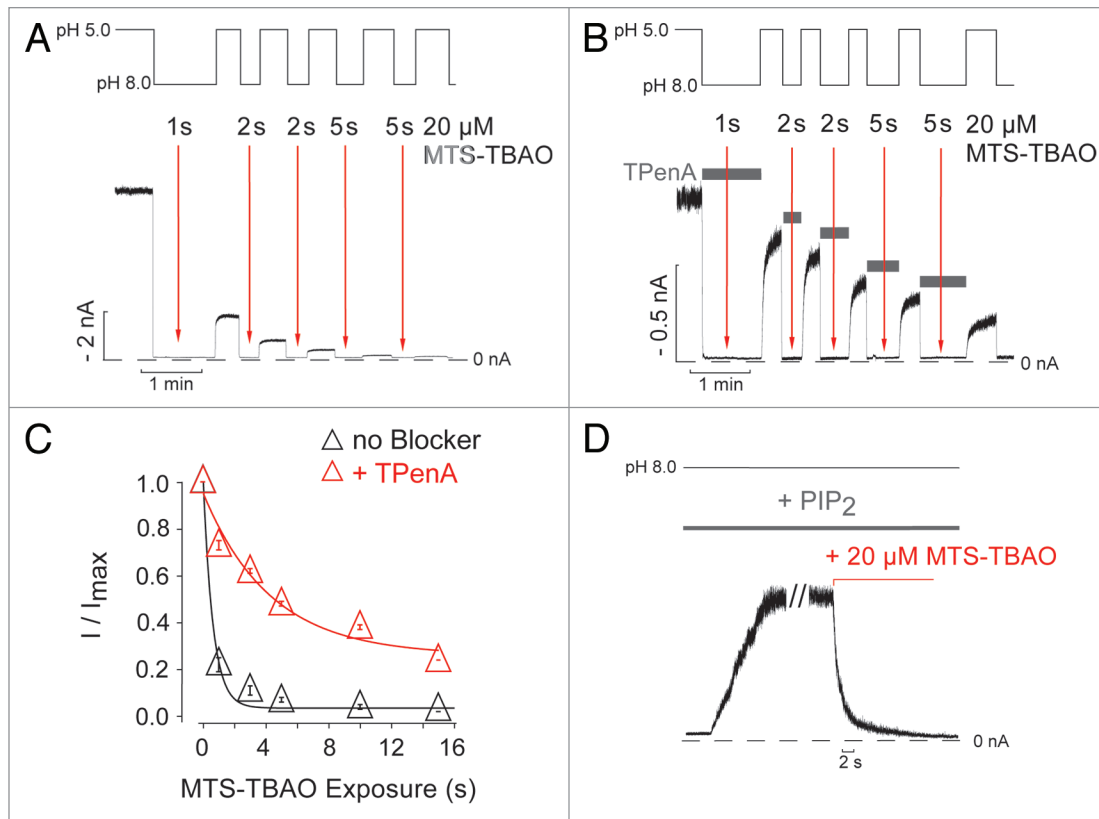 A
pH 5.0
pH 8.0
1s 2s 2s 5s 5s 20 µM
MTS-TBAO
- 2 nA
0 nA
1 min
B
pH 5.0
pH 8.0
1s 2s 2s 5s 5s 20 µM
MTS-TBAO
TPenA
- 0.5 nA
0 nA
1 min
C
no Blocker
+ TPenA
1.0
0.8
0.6
0.4
0.2
0.0
I / Imax
0 4 8 12 16
MTS-TBAO Exposure (s)
D
pH 8.0
+ PIP2
+ 20 µM MTS-TBAO
0 nA
2 s